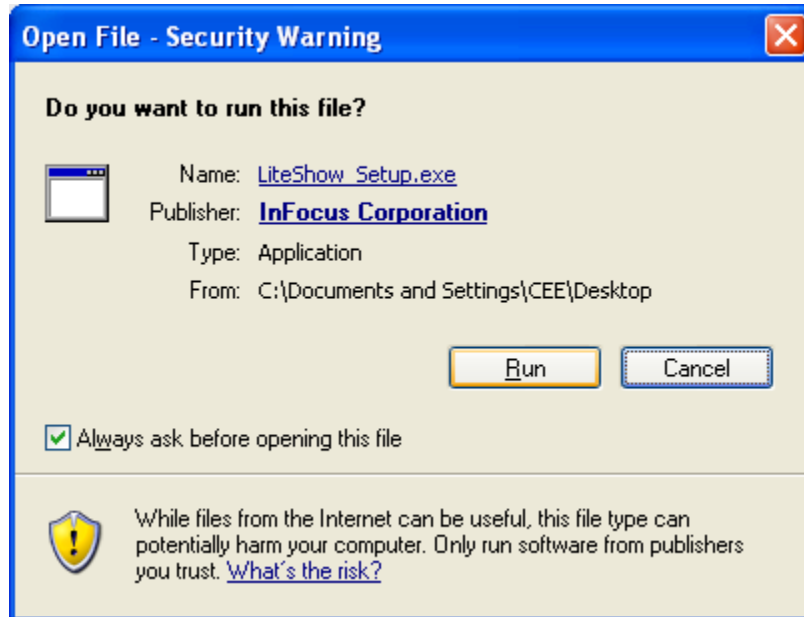 Open File - Security Warning
Do you want to run this file?
Name: LiteShow_Setup.exe
Publisher: InFocus Corporation
Type: Application
From: C:\Documents and Settings\CEE\Desktop
Run Cancel
Always ask before opening this file
While files from the Internet can be useful, this file type can
potentially harm your computer. Only run software from publishers
you trust. What's the risk?